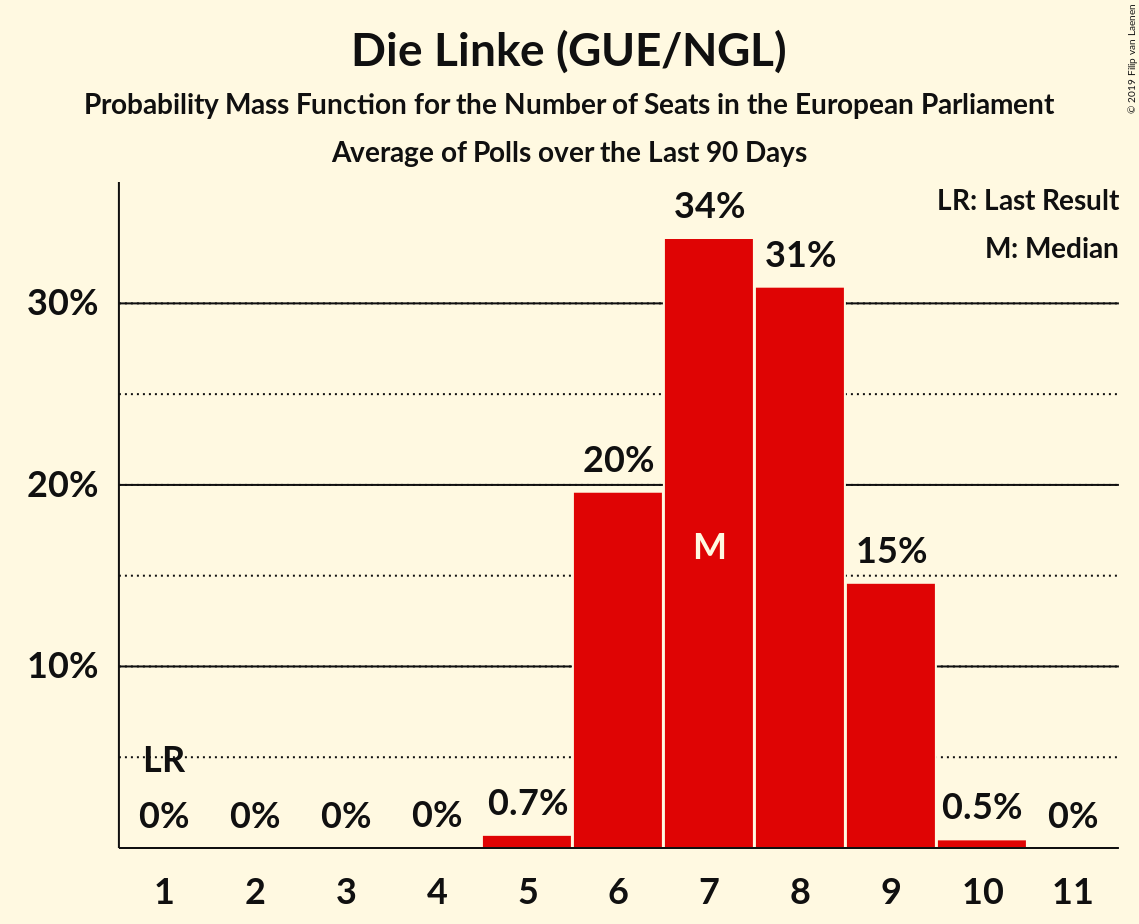 Die Linke (GUE/NGL)
Probability Mass Function for the Number of Seats in the European Parliament
Average of Polls over the Last 90 Days
© 2019 Filip van Laenen
LR: Last Result
M: Median
34%
31%
30%
20%
20%
M
15%
10%
LR
0%
0%
0%
0%
0.7%
0.5%
0%
1 2 3 4 5 6 7 8 9 10 11